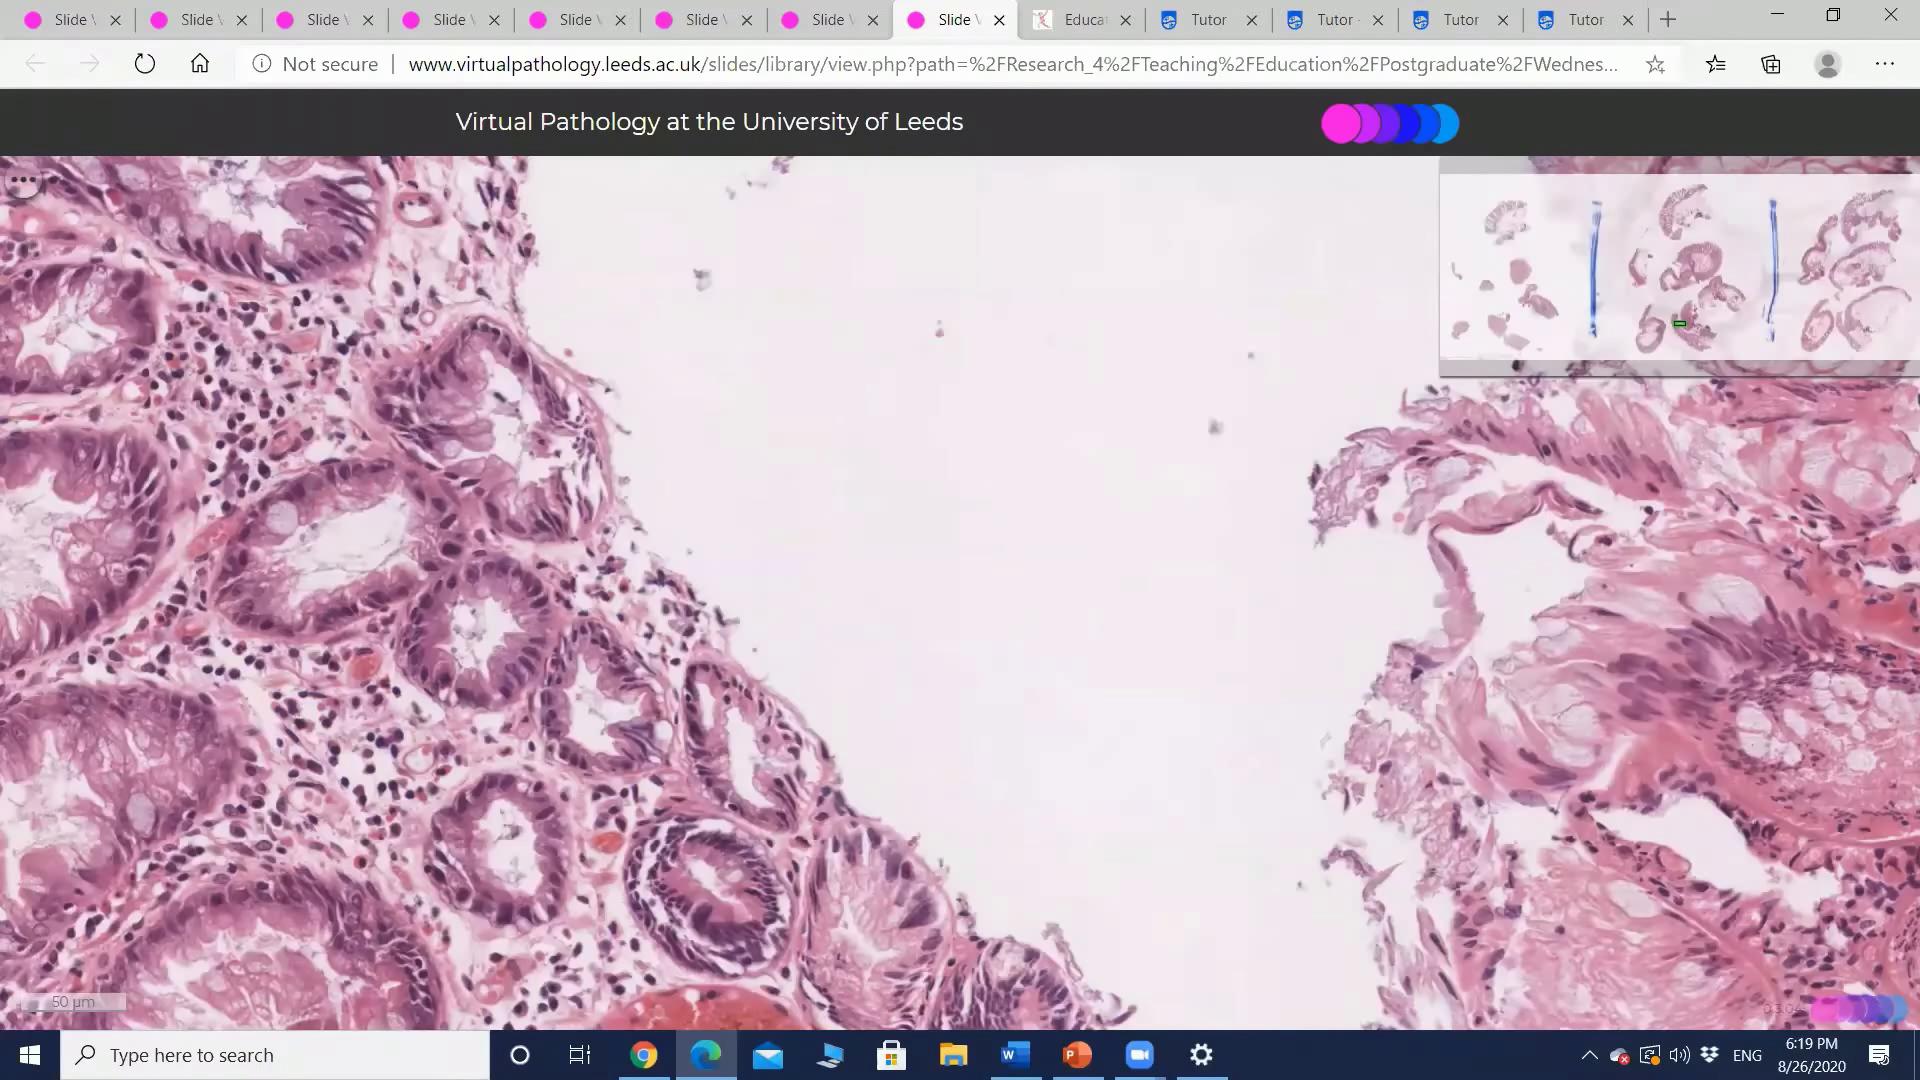 Slide \ Slide \ Slide \ Slide \ Slide \ Slide \ Slide \ Slide \ Educat Tutor Tutor Tutor Tutor
Not secure www.virtualpathology.leeds.ac.uk/slides/library/view.php?path=%2FResearch_4%2FTeaching%2FEducation%2FPostgraduate%2FWednes...
Virtual Pathology at the University of Leeds
50 µm
Type here to search
ENG
6:19 PM
8/26/2020